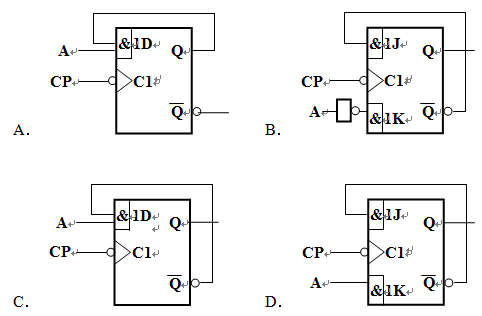 A &1D Q
CP C1
Q̅
A.
&1J Q
CP C1
A &1K Q̅
B.
A &1D Q
CP C1
Q̅
C.
&1J Q
CP C1
A &1K Q̅
D.